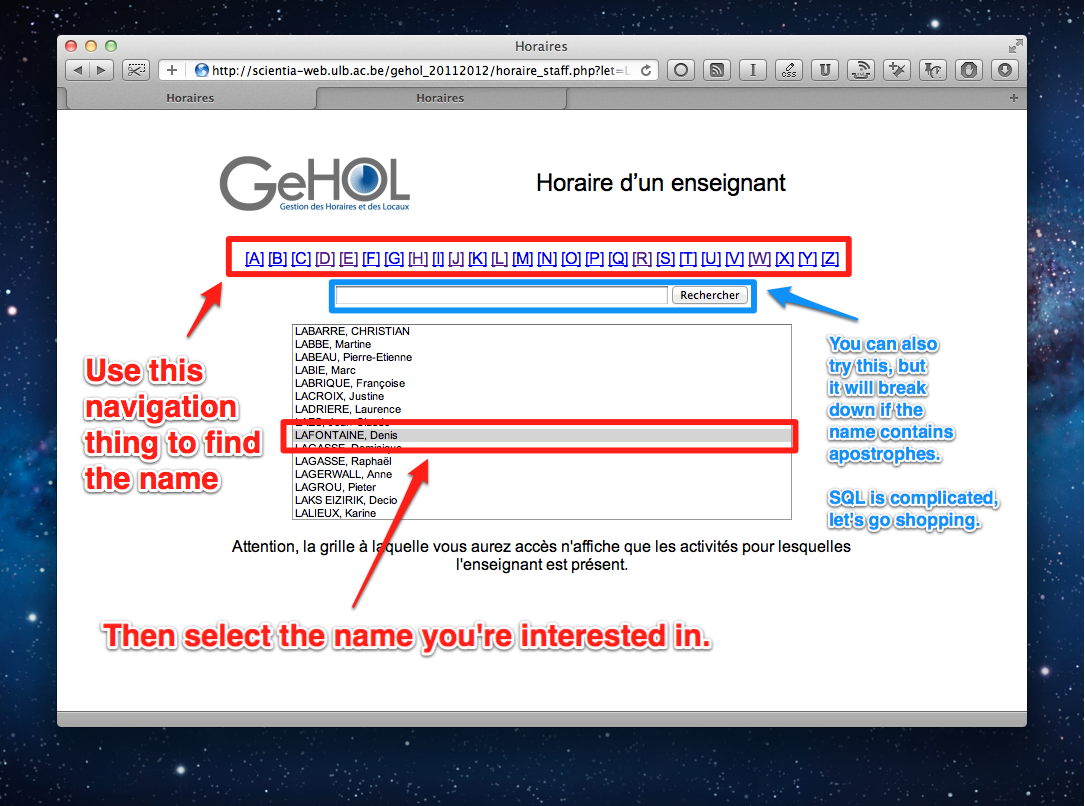 Horaires
http://scientia-web.ulb.ac.be/gehol_20112012/horaire_staff.php?let=L
CSS
Horaires
Horaires
GeHOL
Gestion des Horaires et des Locaux
Horaire d'un enseignant
[A] [B] [C] [D] [E] [F] [G] [H] [I] [J] [K] [L] [M] [N] [O] [P] [Q] [R] [S] [T] [U] [V] [W] [X] [Y] [Z]
Rechercher
LABARRE, CHRISTIAN
LABBE, Martine
LABEAU, Pierre-Etienne
LABIE, Marc
LABRIQUE, Françoise
LACROIX, Justine
LADRIERE, Laurence
LAFONTAINE, Denis
LAGASSE, Dominique
LAGASSE, Raphaël
LAGERWALL, Anne
LAGROU, Pieter
LAKS EIZIRIK, Decio
LALIEUX, Karine
Use this
navigation
thing to find
the name
You can also
try this, but
it will break
down if the
name contains
apostrophes.
SQL is complicated,
let's go shopping.
Attention, la grille à laquelle vous aurez accès n'affiche que les activités pour lesquelles
l'enseignant est présent.
Then select the name you're interested in.